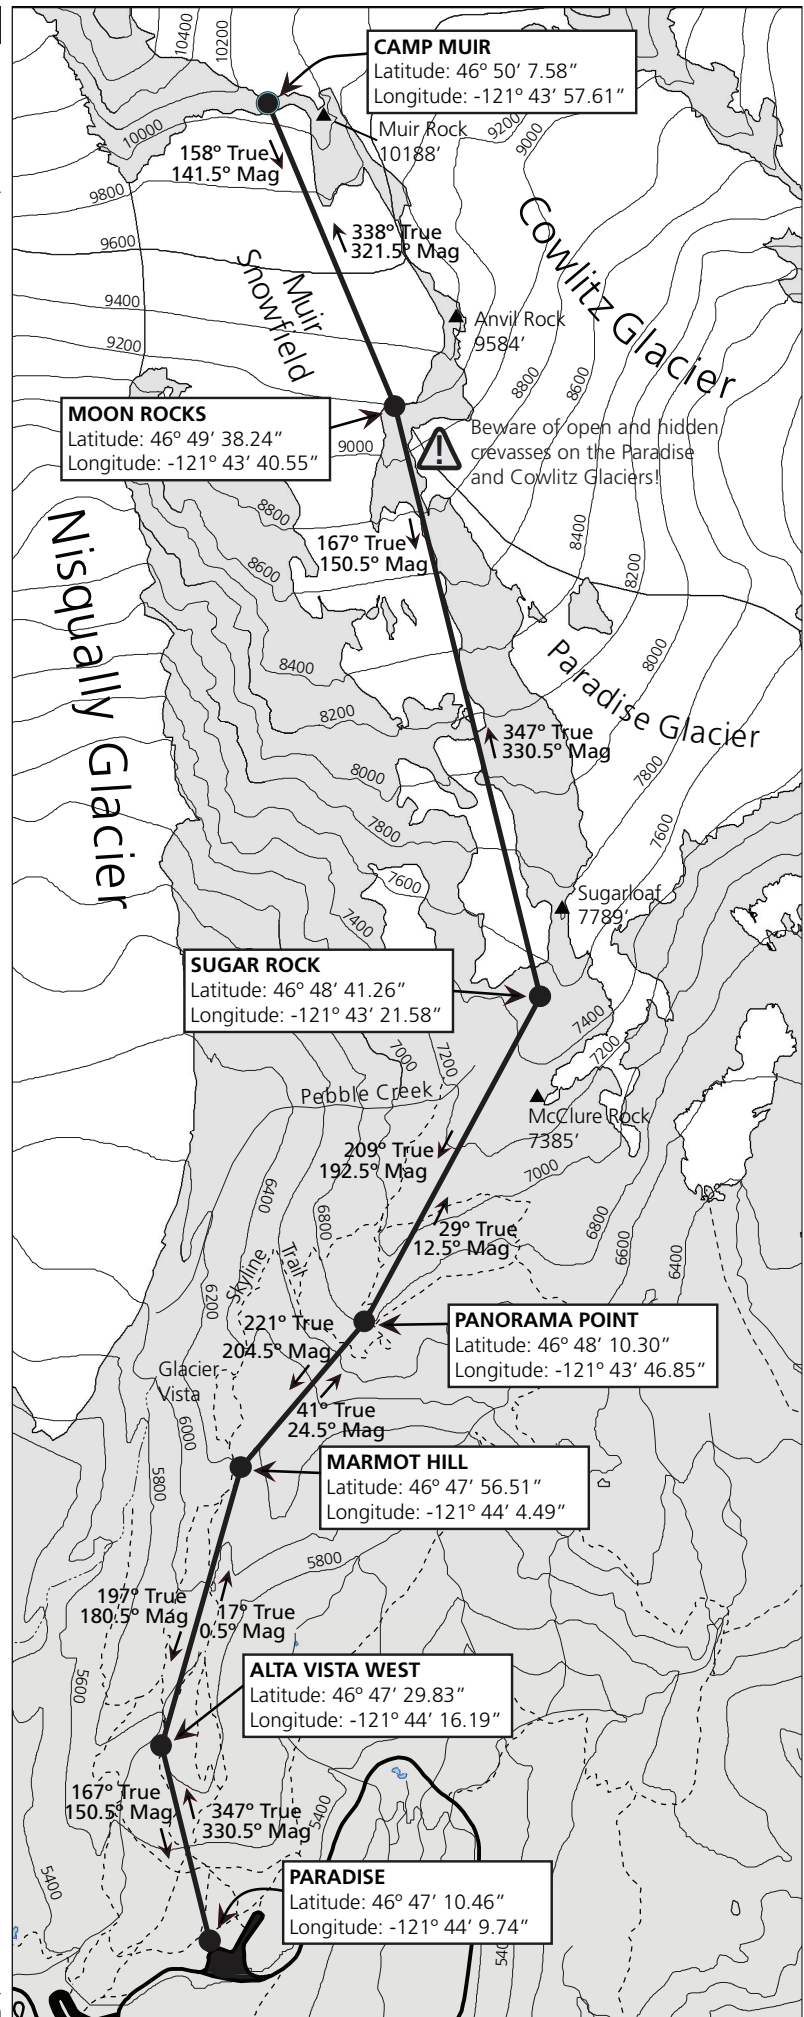 10400
10200
CAMP MUIR
Latitude: 46º 50’ 7.58”
Longitude: -121º 43’ 57.61”
10000
Muir Rock
10188’
9200
9000
158º True
141.5º Mag
9800
338º True
321.5º Mag
9600
Cowlitz Glacier
Muir
Snowfield
9400
Anvil Rock
9584’
9200
8800
8600
MOON ROCKS
Latitude: 46º 49’ 38.24”
Longitude: -121º 43’ 40.55”
9000
Beware of open and hidden
crevasses on the Paradise
and Cowlitz Glaciers!
Nisqually Glacier
8800
167º True
150.5º Mag
8400
8600
8200
8400
8000
Paradise Glacier
8200
347º True
330.5º Mag
8000
7800
7800
7600
7600
Sugarloaf
7789’
7400
SUGAR ROCK
Latitude: 46º 48’ 41.26”
Longitude: -121º 43’ 21.58”
7400
7200
7000
7200
Pebble Creek
McClure Rock
7385’
209º True
192.5º Mag
7000
6400
6800
29º True
12.5º Mag
6800
6600
6400
Skyline
Trail
6200
221º True
204.5º Mag
PANORAMA POINT
Latitude: 46º 48’ 10.30”
Longitude: -121º 43’ 46.85”
Glacier
Vista
41º True
24.5º Mag
6000
MARMOT HILL
Latitude: 46º 47’ 56.51”
Longitude: -121º 44’ 4.49”
5800
5800
197º True
180.5º Mag
17º True
0.5º Mag
ALTA VISTA WEST
Latitude: 46º 47’ 29.83”
Longitude: -121º 44’ 16.19”
5600
167º True
150.5º Mag
347º True
330.5º Mag
5400
5400
PARADISE
Latitude: 46º 47’ 10.46”
Longitude: -121º 44’ 9.74”